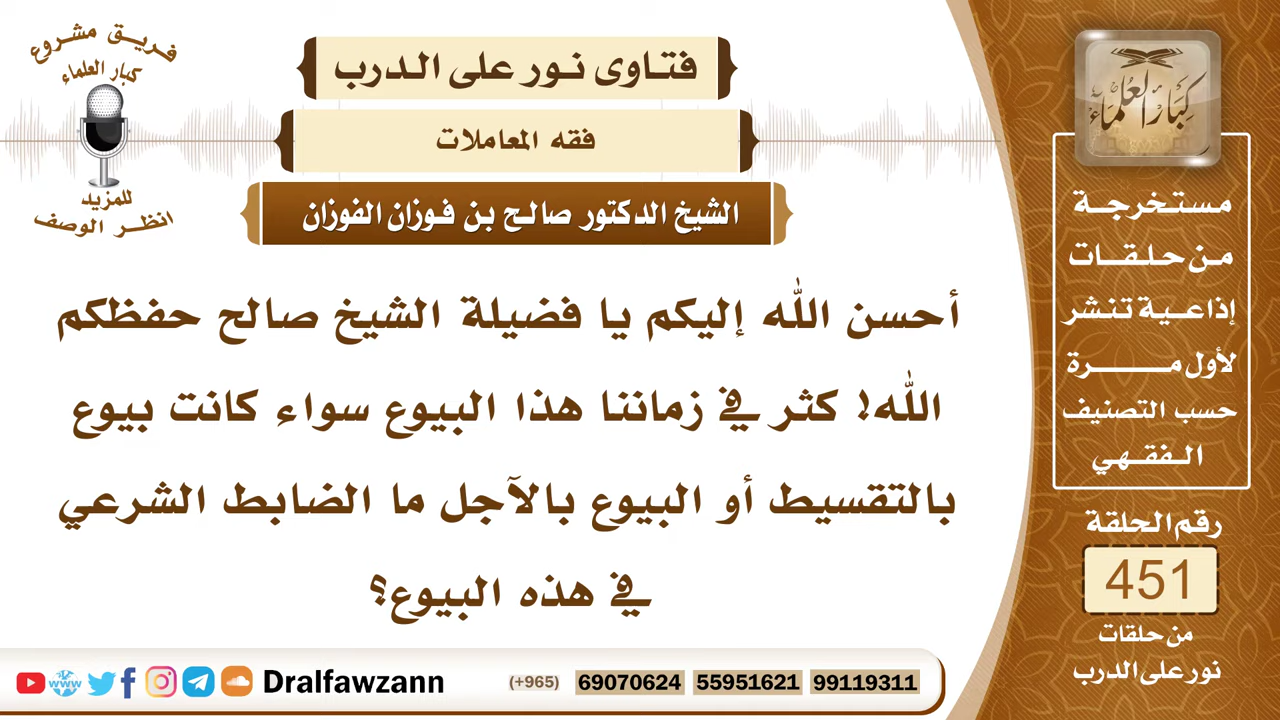 فريق مشروع
كبار العلماء
للمزيد
انظر الوصف
فتاوى نور على الدرب
فقه المعاملات
الشيخ الدكتور صالح بن فوزان الفوزان
أحسن الله إليكم يا فضيلة الشيخ صالح حفظكم
الله! كثر في زماننا هذا البيوع سواء كانت بيوع
بالتقسيط أو البيوع بالآجل ما الضابط الشرعي
في هذه البيوع؟
كبار العلماء
مستخرجة
من حلقات
إذاعية تنشر
لأول مرة
حسب التصنيف
الفقهي
رقم الحلقة
451
من حلقات
نور على الدرب
www
Dralfawzann
(+965) 69070624 55951621 99119311